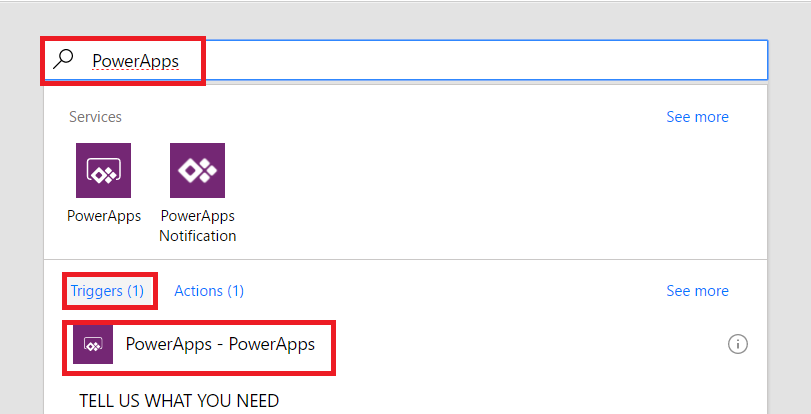 PowerApps
Services
See more
PowerApps
PowerApps
Notification
Triggers (1)
Actions (1)
See more
PowerApps - PowerApps
TELL US WHAT YOU NEED